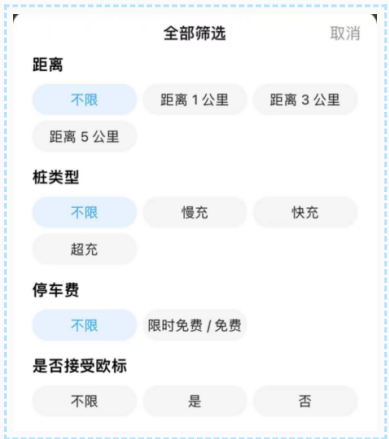 全部筛选 取消
距离
不限 距离 1 公里 距离 3 公里
距离 5 公里
桩类型
不限 慢充 快充
超充
停车费
不限 限时免费 / 免费
是否接受欧标
不限 是 否